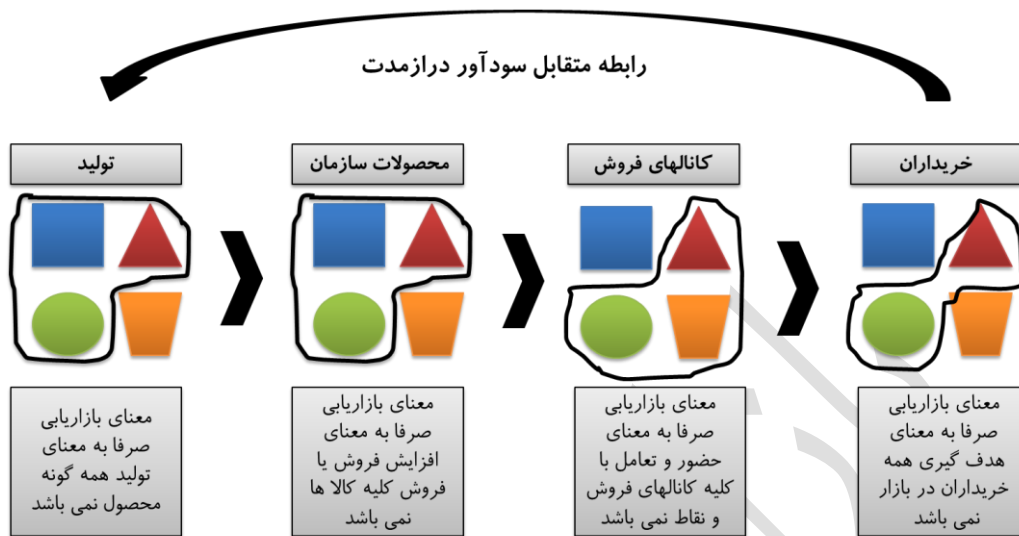 رابطه متقابل سودآور درازمدت
خریداران
کانالهای فروش
محصولات سازمان
تولید
معنای بازاریابی
صرفا به معنای
هدف گیری همه
خریداران در بازار
نمی باشد
معنای بازاریابی
صرفا به معنای
حضور و تعامل با
کلیه کانالهای فروش
و نقاط نمی باشد
معنای بازاریابی
صرفا به معنای
افزایش فروش یا
فروش کلیه کالا ها
نمی باشد
معنای بازاریابی
صرفا به معنای
تولید همه گونه
محصول نمی باشد